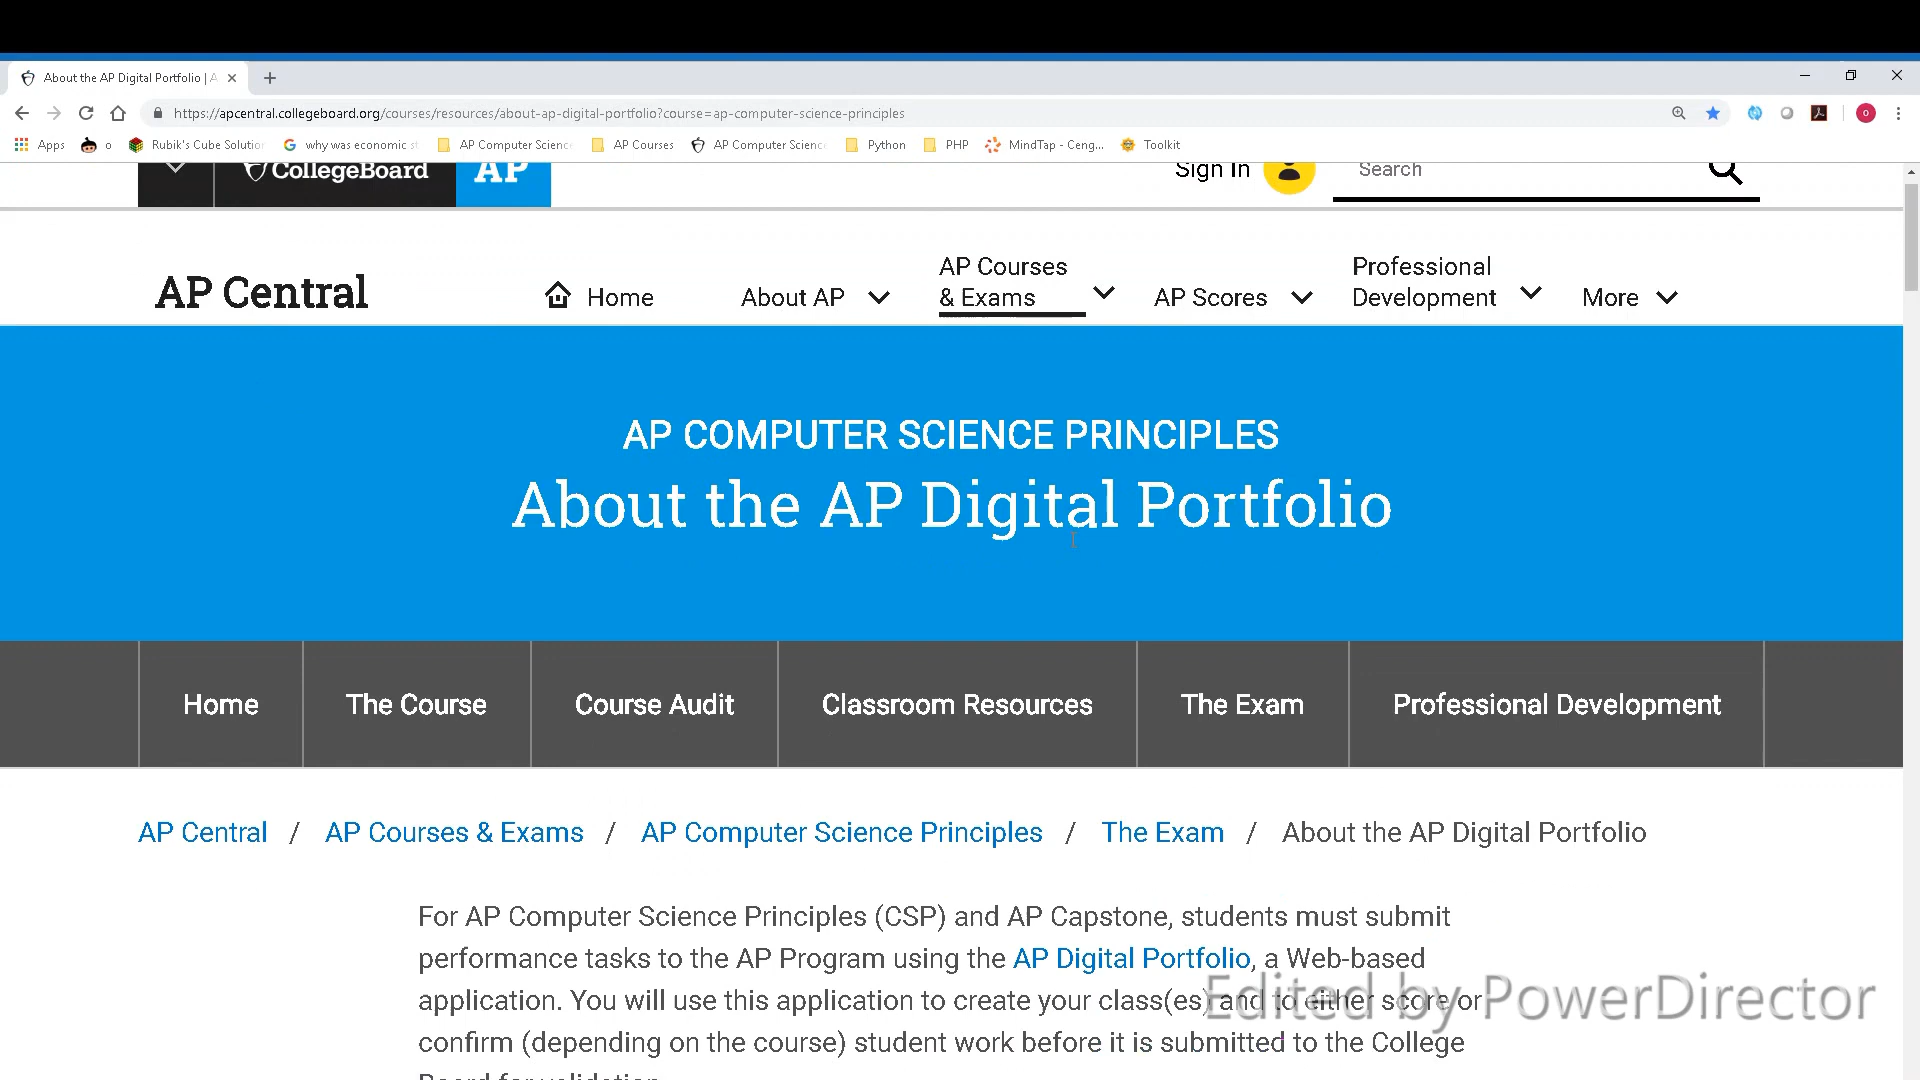 About the AP Digital Portfolio | A
https://apcentral.collegeboard.org/courses/resources/about-ap-digital-portfolio?course=ap-computer-science-principles
o
Apps
o
Rubik's Cube Solution
why was economic st
AP Computer Science
AP Courses
AP Computer Science
Python
PHP
MindTap - Ceng...
Toolkit
CollegeBoard
AP
Sign In
Search
AP Central
Home
About AP
AP Courses
& Exams
AP Scores
Professional
Development
More
AP COMPUTER SCIENCE PRINCIPLES
About the AP Digital Portfolio
Home
The Course
Course Audit
Classroom Resources
The Exam
Professional Development
AP Central / AP Courses & Exams / AP Computer Science Principles / The Exam / About the AP Digital Portfolio
For AP Computer Science Principles (CSP) and AP Capstone, students must submit
performance tasks to the AP Program using the AP Digital Portfolio, a Web-based
application. You will use this application to create your class(es) and to either score or
confirm (depending on the course) student work before it is submitted to the College
Board for validation.
Edited by PowerDirector